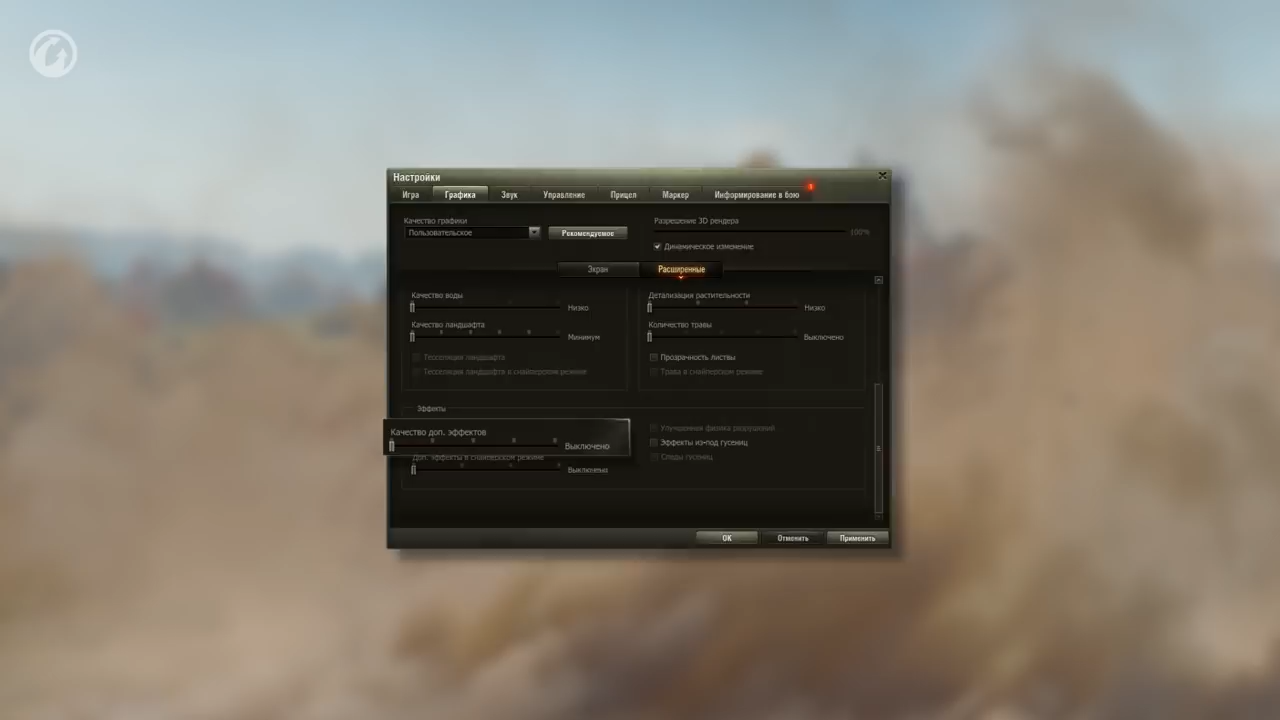 Настройки
Игра Графика Звук Управление Прицел Маркер Информирование в бою
1
Качество графики
Пользовательское Рекомендуемое
Разрешение 3D рендера
100%
Динамическое изменение
Экран Расширенные
Качество воды
Низко
Детализация растительности
Низко
Качество ландшафта
Минимум
Количество травы
Выключено
Тесселяция ландшафта
Прозрачность листвы
Тесселяция ландшафта в снайперском режиме
Трава в снайперском режиме
Эффекты
Качество доп. эффектов
Выключено
Улучшенная физика разрушений
Эффекты из-под гусениц
Доп. эффекты в снайперском режиме
Следы гусениц
Выключено
ОК Отменить Применить